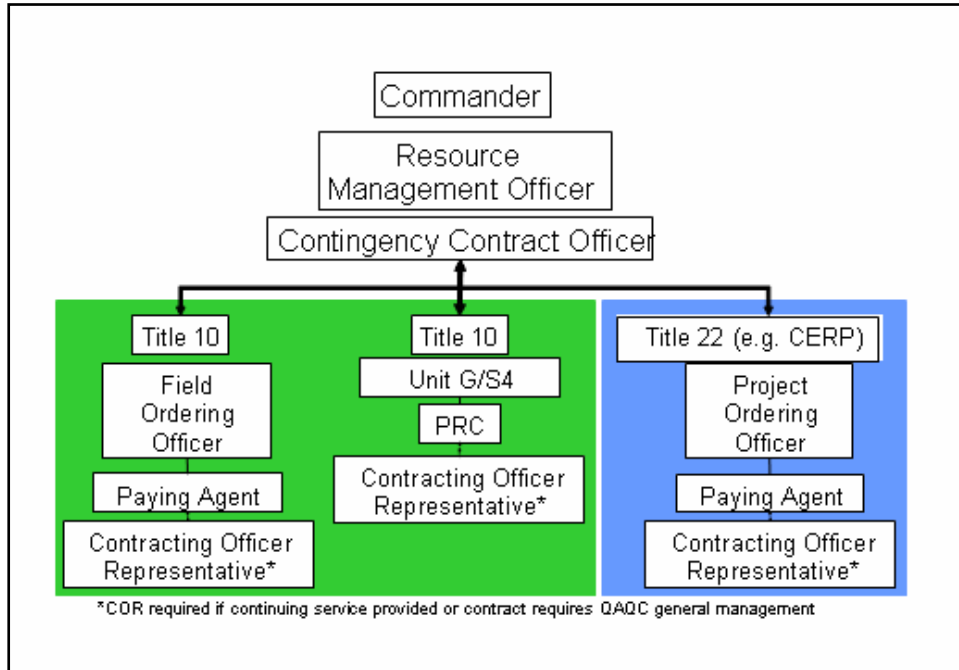 Commander
Resource
Management Officer
Contingency Contract Officer
Title 10
Field
Ordering
Officer
Paying Agent
Contracting Officer
Representative*
Title 10
Unit G/S4
PRC
Contracting Officer
Representative*
Title 22 (e.g. CERP)
Project
Ordering
Officer
Paying Agent
Contracting Officer
Representative*
*COR required if continuing service provided or contract requires QAQC general management